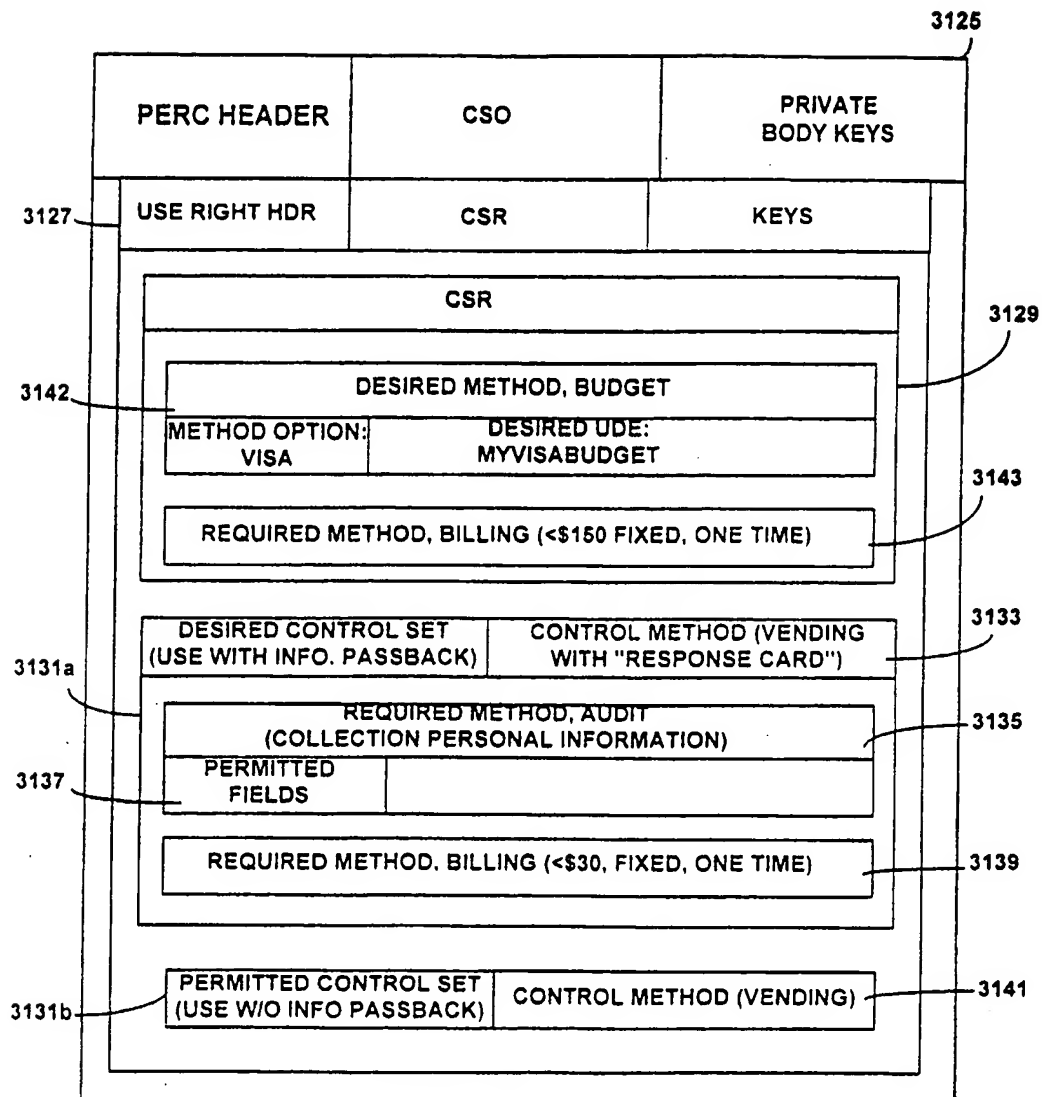 3125
PERC HEADER
CSO
PRIVATE
BODY KEYS
3127
USE RIGHT HDR
CSR
KEYS
CSR
3129
DESIRED METHOD, BUDGET
3142
METHOD OPTION:
VISA
DESIRED UDE:
MYVISABUDGET
3143
REQUIRED METHOD, BILLING (<$150 FIXED, ONE TIME)
DESIRED CONTROL SET
(USE WITH INFO. PASSBACK)
CONTROL METHOD (VENDING
WITH "RESPONSE CARD")
3133
3131a
REQUIRED METHOD, AUDIT
(COLLECTION PERSONAL INFORMATION)
3135
3137
PERMITTED
FIELDS
REQUIRED METHOD. BILLING (<$30, FIXED, ONE TIME)
3139
PERMITTED CONTROL SET
(USE W/O INFO PASSBACK)
CONTROL METHOD (VENDING)
3141
3131b